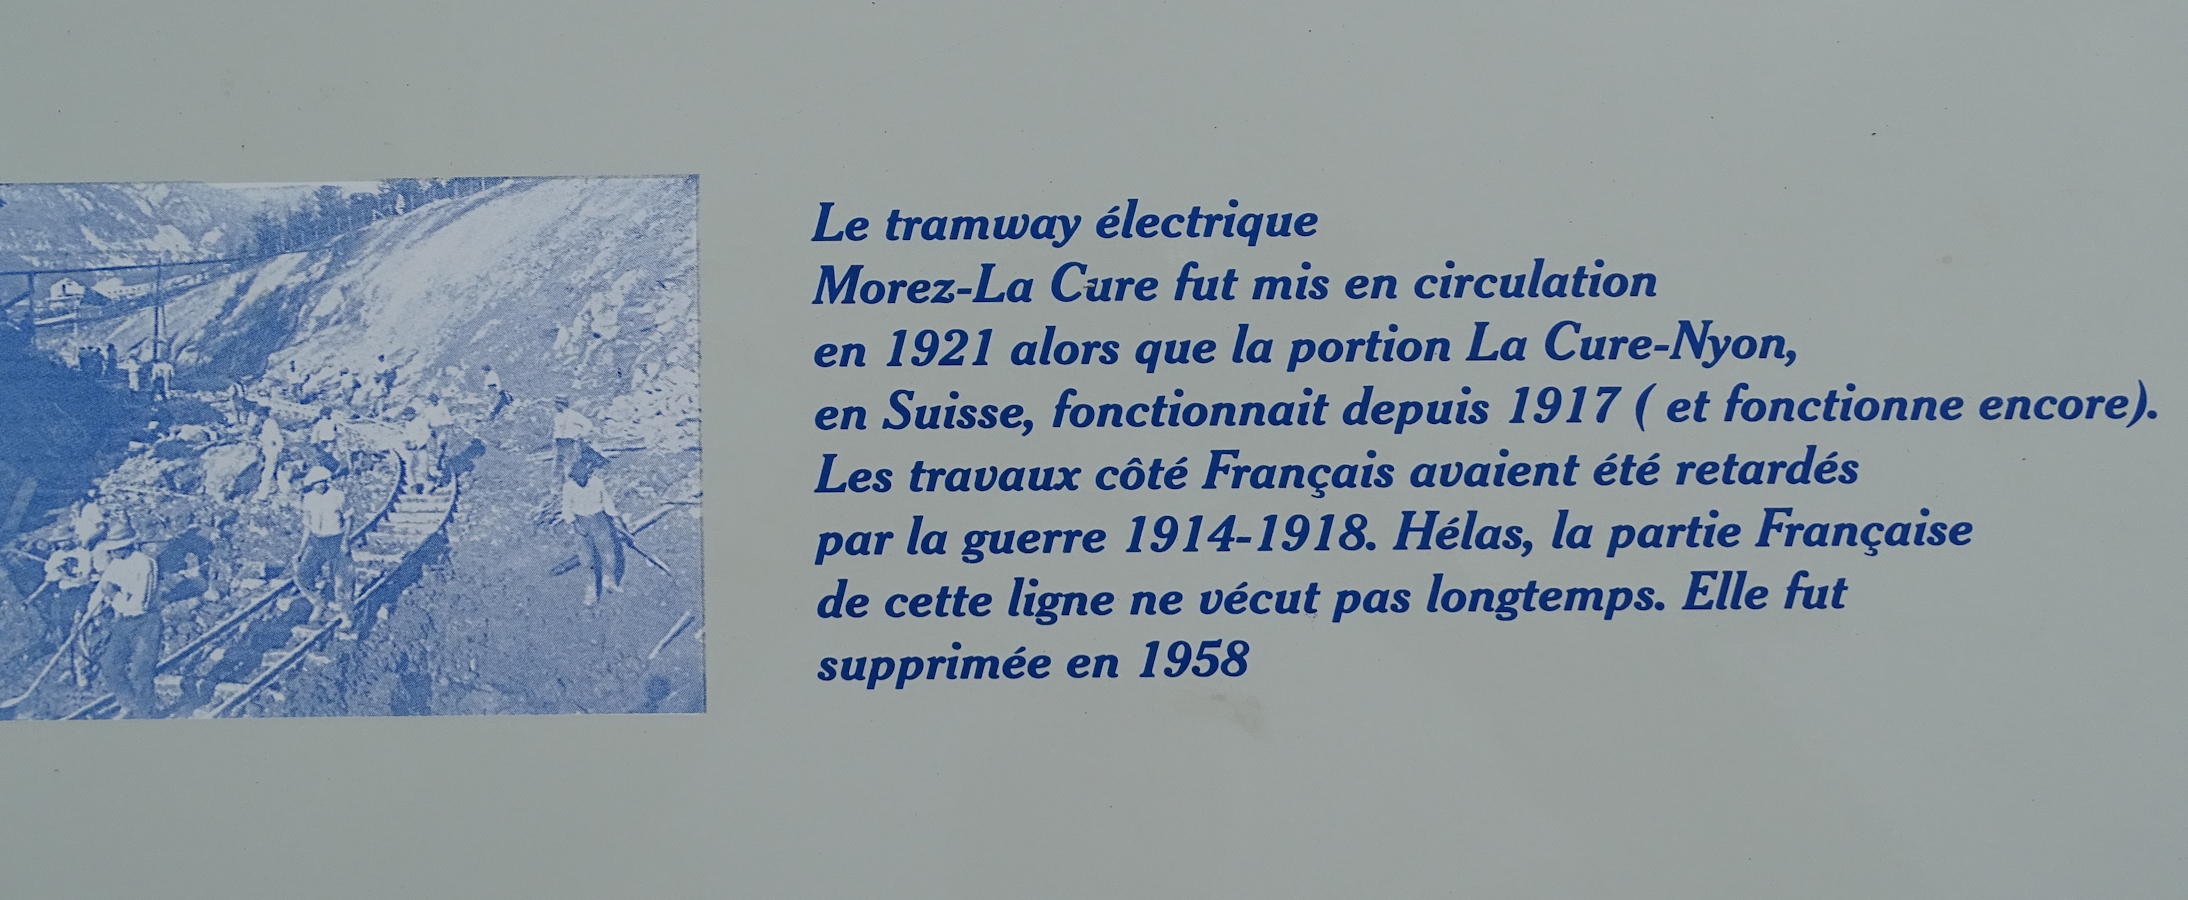 Le tramway électrique
Morez-La Cure fut mis en circulation
en 1921 alors que la portion La Cure-Nyon,
en Suisse, fonctionnait depuis 1917 ( et fonctionne encore).
Les travaux côté Français avaient été retardés
par la guerre 1914-1918. Hélas, la partie Française
de cette ligne ne vécut pas longtemps. Elle fut
supprimée en 1958